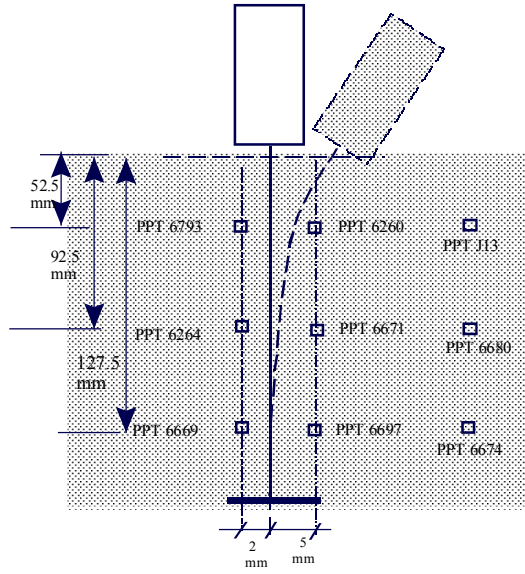 52.5
mm
PPT 6793
PPT 6260
PPT J13
92.5
mm
PPT 6264
PPT 6671
PPT 6680
127.5
mm
PPT 6669
PPT 6697
PPT 6674
2
mm
5
mm